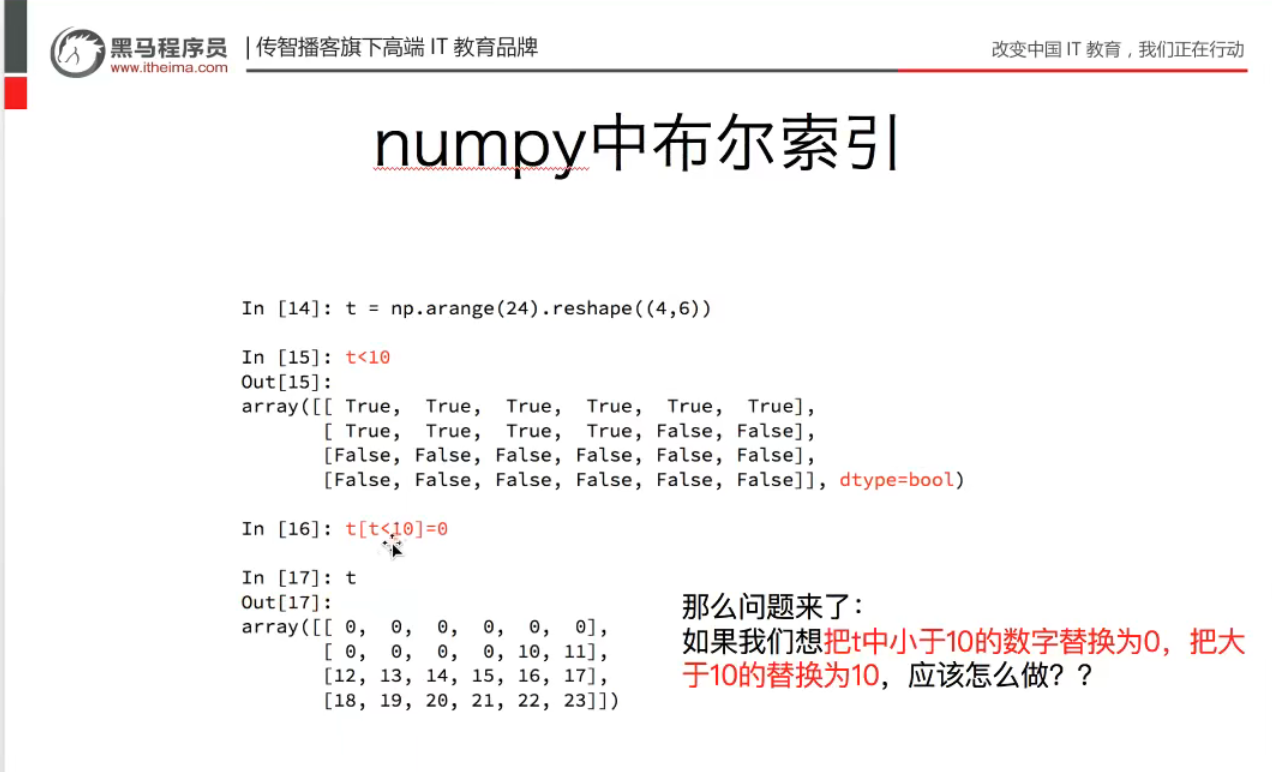 黑马程序员
www.itheima.com
传智播客旗下高端 IT 教育品牌
改变中国 IT 教育，我们正在行动
numpy中布尔索引
In [14]: t = np.arange(24).reshape((4,6))
In [15]: t<10
Out[15]:
array([[ True,  True,  True,  True,  True,  True],
       [ True,  True,  True,  True, False, False],
       [False, False, False, False, False, False],
       [False, False, False, False, False, False]], dtype=bool)
In [16]: t[t<10]=0
In [17]: t
Out[17]:
array([[ 0,  0,  0,  0,  0,  0],
       [ 0,  0,  0,  0, 10, 11],
       [12, 13, 14, 15, 16, 17],
       [18, 19, 20, 21, 22, 23]])
那么问题来了：
如果我们想把t中小于10的数字替换为0，把大
于10的替换为10，应该怎么做？？